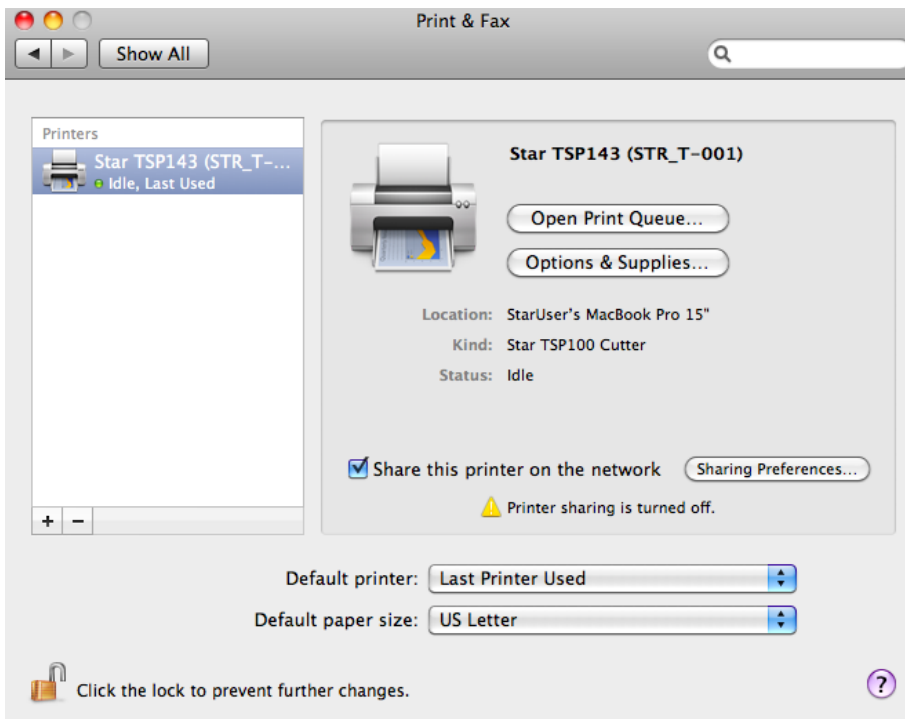 Print & Fax
Show All
Printers
Star TSP143 (STR_T-...
Idle, Last Used
Star TSP143 (STR_T-001)
Open Print Queue...
Options & Supplies...
Location: StarUser's MacBook Pro 15"
Kind: Star TSP100 Cutter
Status: Idle
Share this printer on the network Sharing Preferences...
Printer sharing is turned off.
+ −
Default printer: Last Printer Used
Default paper size: US Letter
Click the lock to prevent further changes.
?